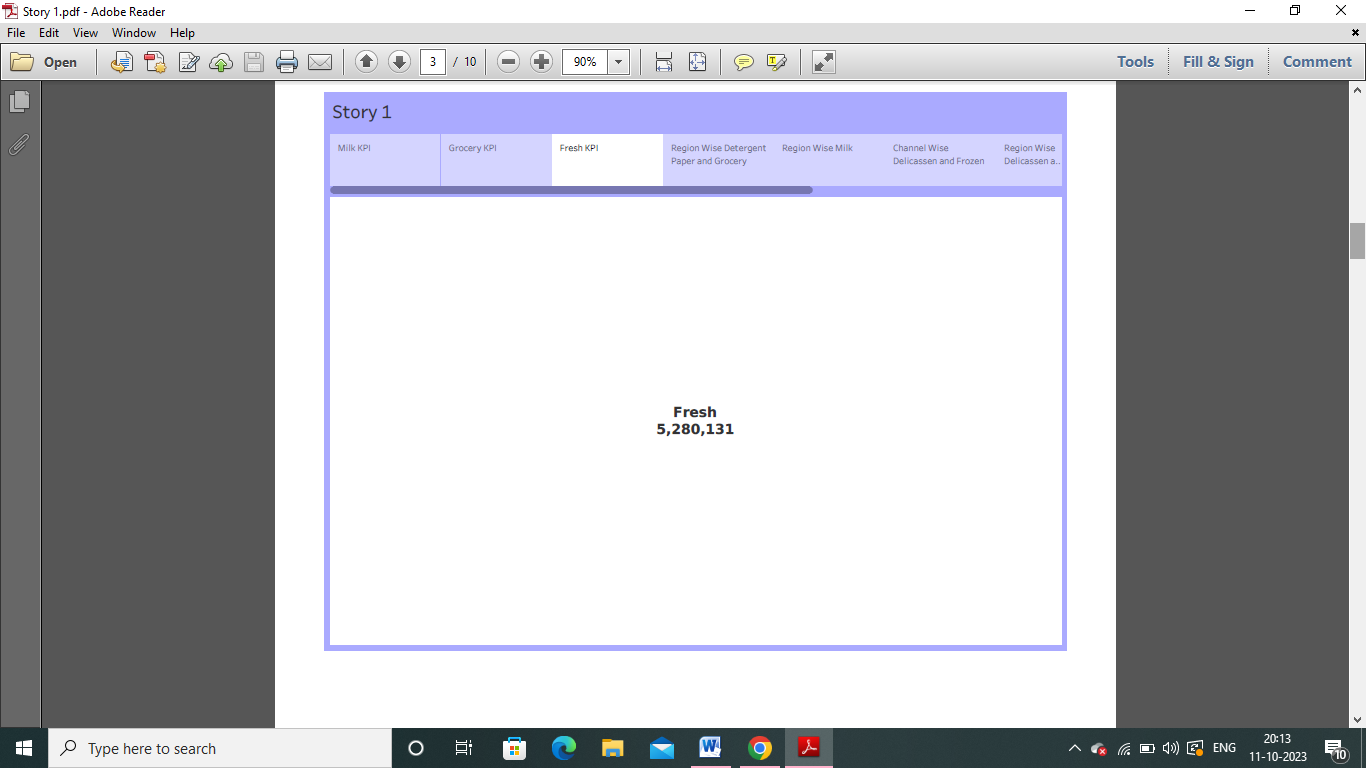 Story 1.pdf - Adobe Reader
File Edit View Window Help
Open 3 / 10 90% Tools Fill & Sign Comment
Story 1
Milk KPI
Grocery KPI
Fresh KPI
Region Wise Detergent
Paper and Grocery
Region Wise Milk
Channel Wise
Delicassen and Frozen
Region Wise
Delicassen a..
Fresh
5,280,131
Type here to search
ENG
20:13
11-10-2023
10